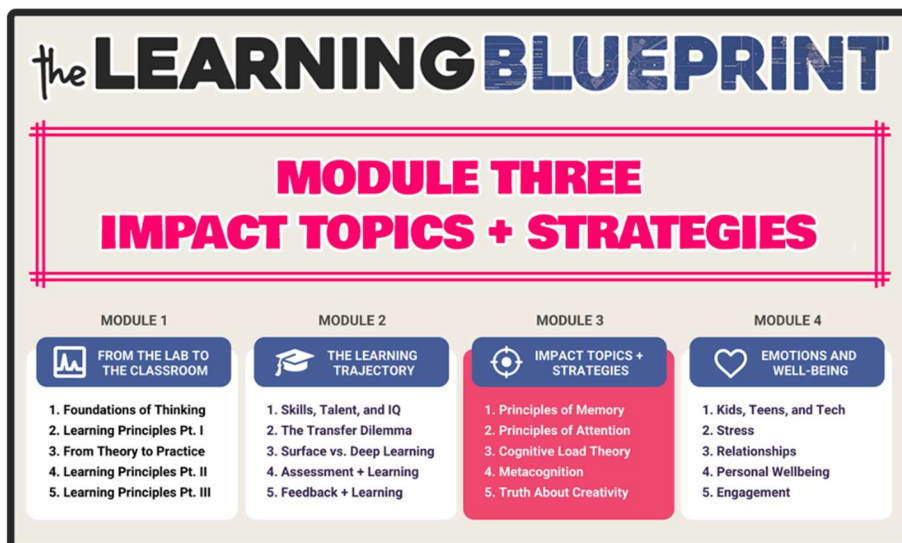 the LEARNING BLUEPRINT
MODULE THREE
IMPACT TOPICS + STRATEGIES
MODULE 1
FROM THE LAB TO
THE CLASSROOM
1. Foundations of Thinking
2. Learning Principles Pt. I
3. From Theory to Practice
4. Learning Principles Pt. II
5. Learning Principles Pt. III
MODULE 2
THE LEARNING
TRAJECTORY
1. Skills, Talent, and IQ
2. The Transfer Dilemma
3. Surface vs. Deep Learning
4. Assessment + Learning
5. Feedback + Learning
MODULE 3
IMPACT TOPICS +
STRATEGIES
1. Principles of Memory
2. Principles of Attention
3. Cognitive Load Theory
4. Metacognition
5. Truth About Creativity
MODULE 4
EMOTIONS AND
WELL-BEING
1. Kids, Teens, and Tech
2. Stress
3. Relationships
4. Personal Wellbeing
5. Engagement